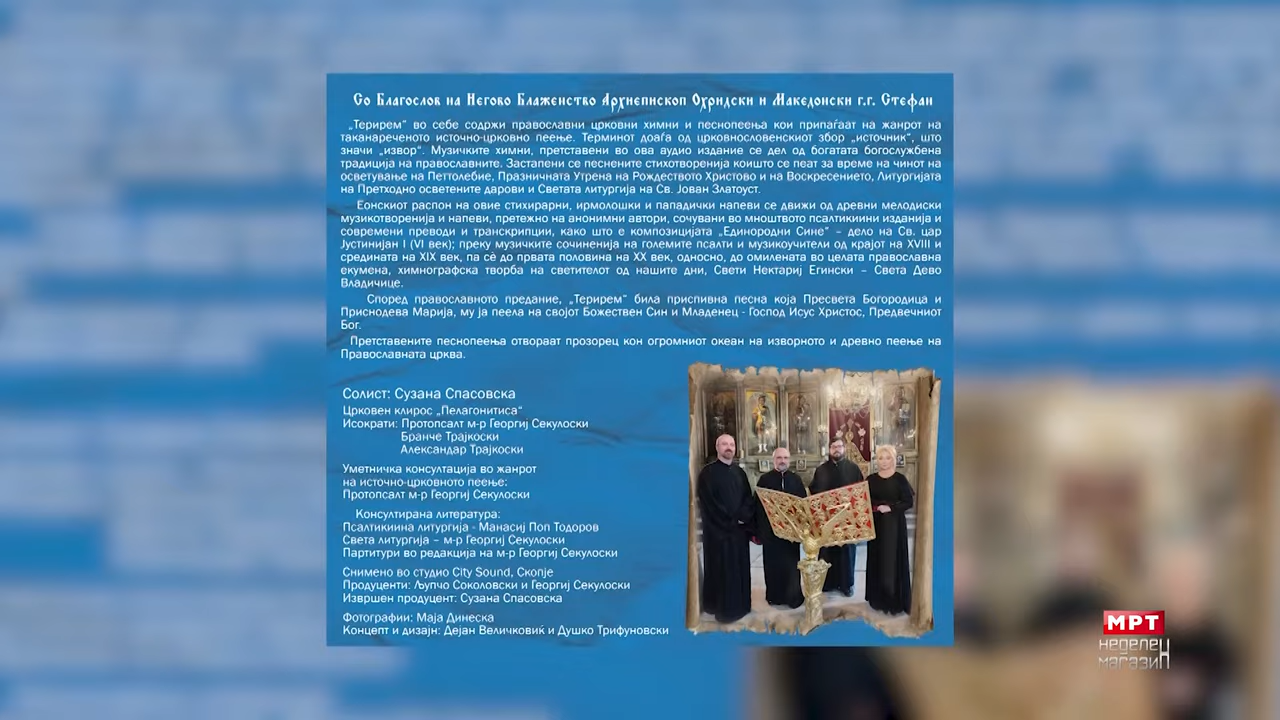 Со Благослов на Негово Блаженство Архиепископ Охридски и Македонски г.г. Стефан
„Терирем“ во себе содржи православни црковни химни и песнопеења кои припаѓаат на жанрот на
таканареченото источно-црковно пеење. Терминот доаѓа од црковнословенскиот збор „источник“, што
значи „извор“. Музичките химни, претставени во ова аудио издание се дел од богатата богослужбена
традиција на православните. Застапени се песнените стихотворенија коишто се пеат за време на чинот на
осветување на Петтолебие, Празничната Утрена на Рождеството Христово и на Воскресението, Литургијата
на Претходно осветените дарови и Светата литургија на Св. Јован Златоуст.
Еонскиот распон на овие стихирарни, ирмолошки и пападички напеви се движи од древни мелодиски
музикотворенија и напеви, претежно на анонимни автори, сочувани во мноштвото псалтикиини изданија и
современи преводи и транскрипции, како што е композицијата „Единородни Сине“ – дело на Св. цар
Јустинијан I (VI век); преку музичките сочиненија на големите псалти и музикоучители од крајот на XVIII и
средината на XIX век, па сѐ до првата половина на XX век, односно, до омилената во целата православна
екумена, химнографска творба на светителот од нашите дни, Свети Нектариј Егински – Света Дево
Владичице.
Според православното предание, „Терирем“ била приспивна песна која Пресвета Богородица и
Приснодева Марија, му ја пеела на својот Божествен Син и Младенец - Господ Исус Христос, Предвечниот
Бог.
Претставените песнопеења отвораат прозорец кон огромниот океан на изворното и древно пеење на
Православната црква.
Солист: Сузана Спасовска
Црковен клирос „Пелагонитиса“
Исократи: Протопсалт м-р Георгиј Секулоски
Бранче Трајкоски
Александар Трајкоски
Уметничка консултација во жанрот
на источно-црковното пеење:
Протопсалт м-р Георгиј Секулоски
Консултирана литература:
Псалтикиина литургија - Манасиј Поп Тодоров
Света литургија – м-р Георгиј Секулоски
Партитури во редакција на м-р Георгиј Секулоски
Снимено во студио City Sound, Скопје
Продуценти: Љупчо Соколовски и Георгиј Секулоски
Извршен продуцент: Сузана Спасовска
Фотографии: Маја Динеска
Концепт и дизајн: Дејан Величковиќ и Душко Трифуновски
МРТ
неделен
магазин